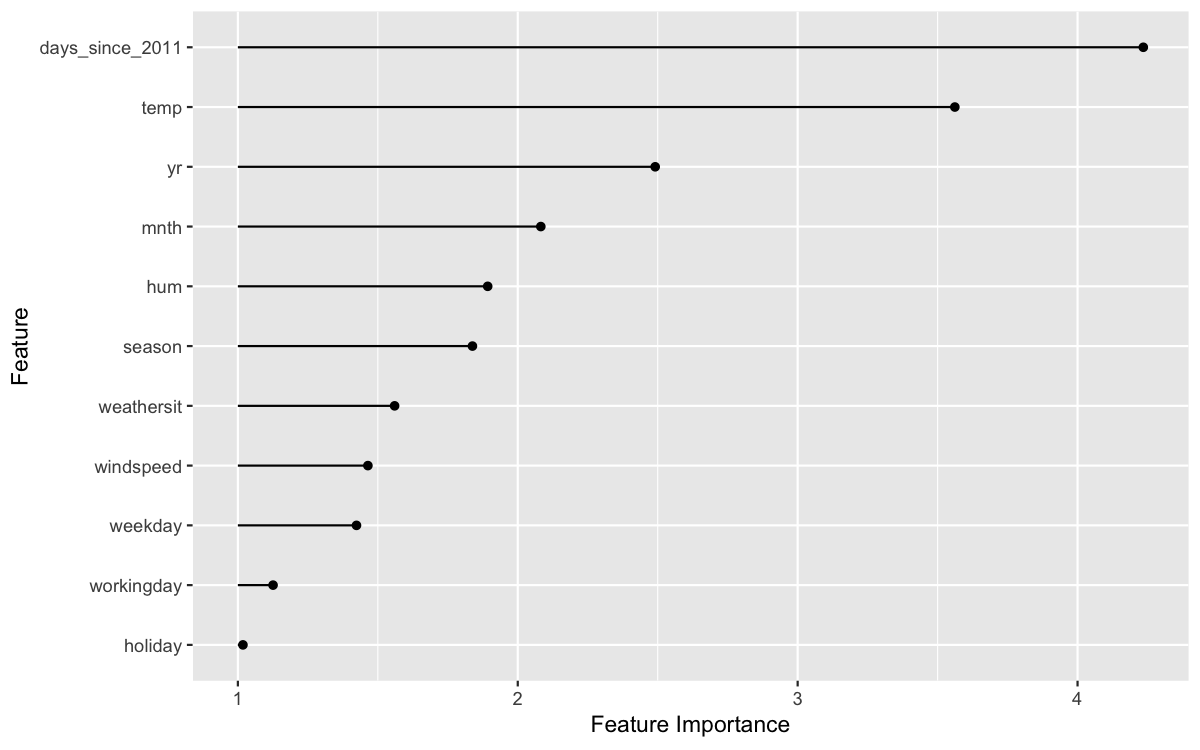 days_since_2011
temp
yr
mnth
hum
season
weathersit
windspeed
weekday
workingday
holiday
Feature
1 2 3 4
Feature Importance